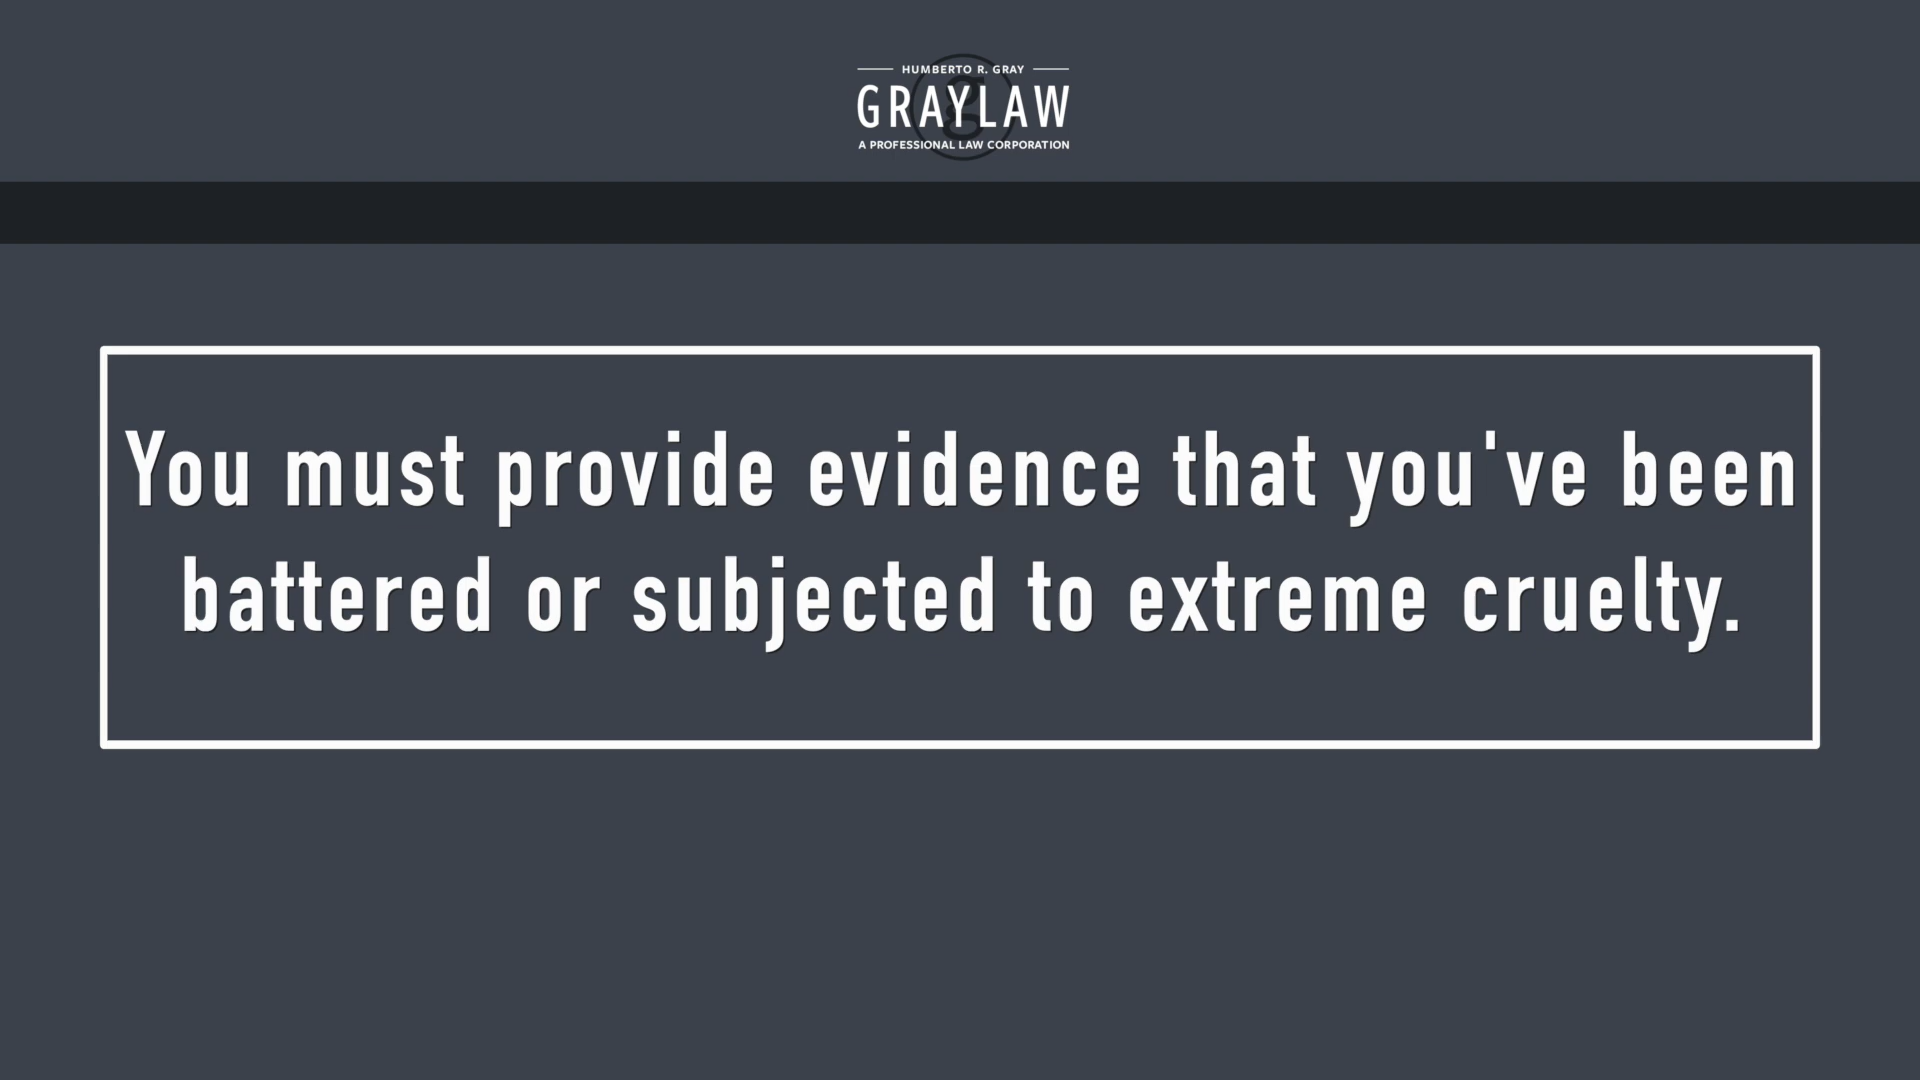 HUMBERTO R. GRAY
GRAYLAW
A PROFESSIONAL LAW CORPORATION
You must provide evidence that you've been
battered or subjected to extreme cruelty.